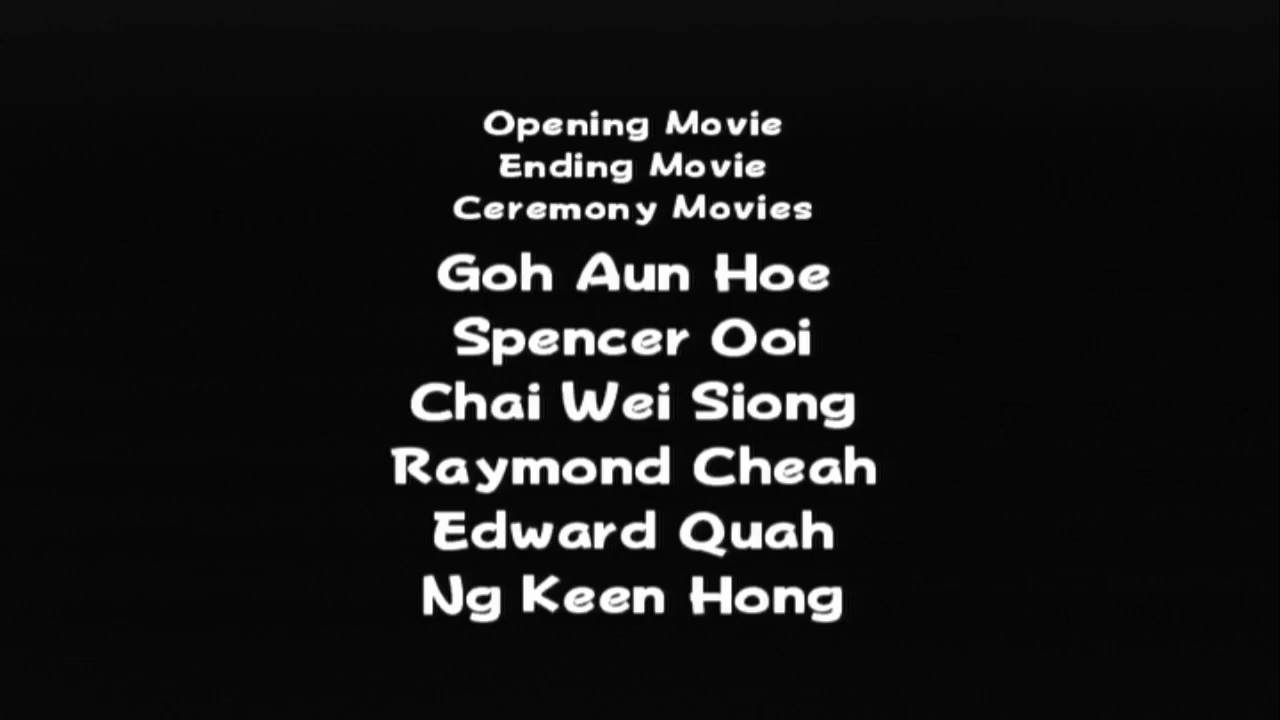 Opening Movie
Ending Movie
Ceremony Movies
Goh Aun Hoe
Spencer Ooi
Chai Wei Siong
Raymond Cheah
Edward Quah
Ng Keen Hong